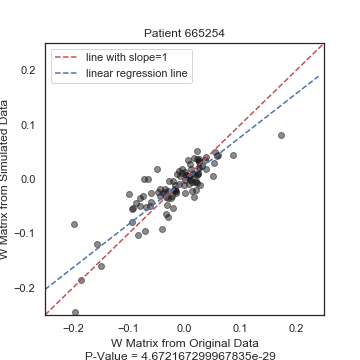 Patient 665254
line with slope=1
linear regression line
W Matrix from Simulated Data
0.2
0.1
0.0
−0.1
−0.2
−0.2
−0.1
0.0
0.1
0.2
W Matrix from Original Data
P-Value = 4.672167299967835e-29